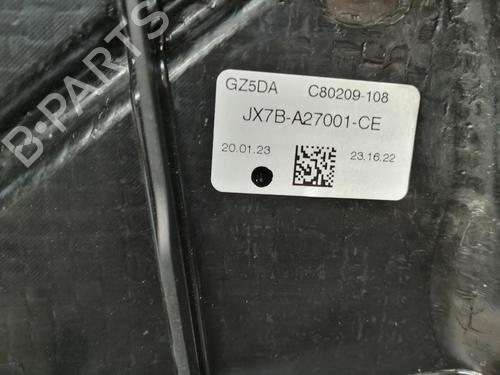 B-PARTS
GZ5DA C80209-108
JX7B-A27001-CE
20.01.23 23.16.22